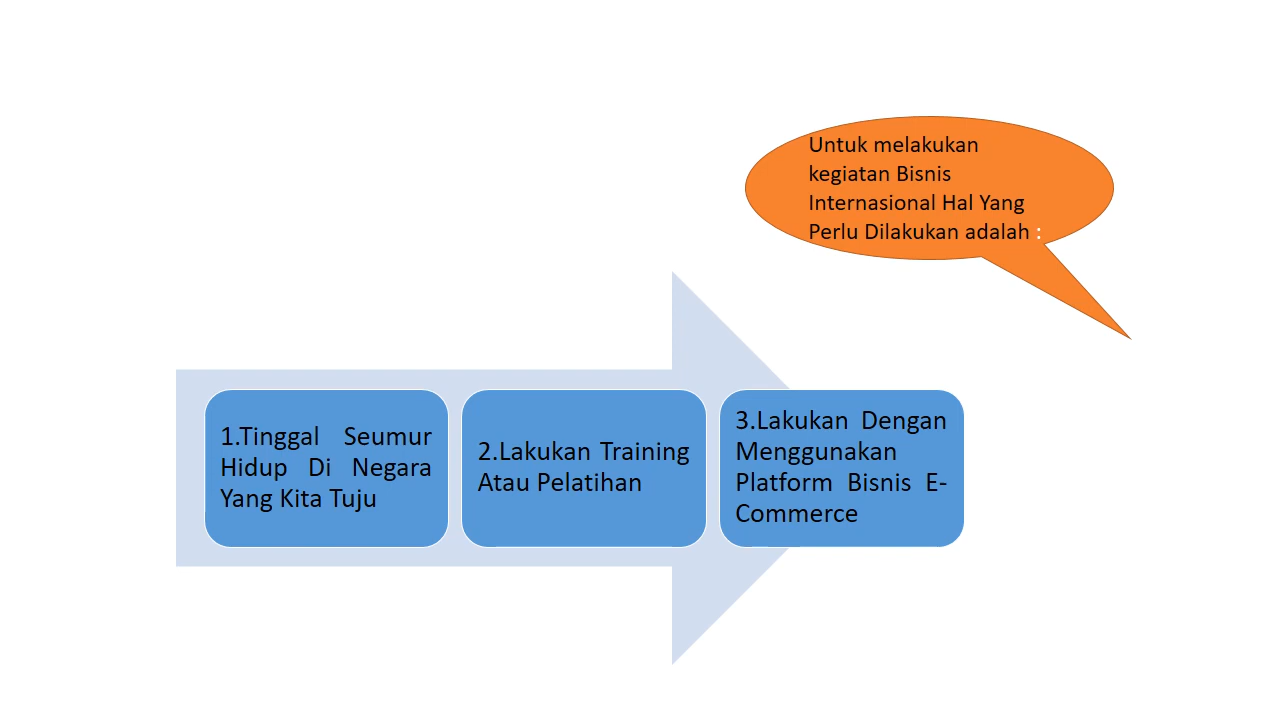 Untuk melakukan
kegiatan Bisnis
Internasional Hal Yang
Perlu Dilakukan adalah :
1.Tinggal Seumur
Hidup Di Negara
Yang Kita Tuju
2.Lakukan Training
Atau Pelatihan
3.Lakukan Dengan
Menggunakan
Platform Bisnis E-
Commerce